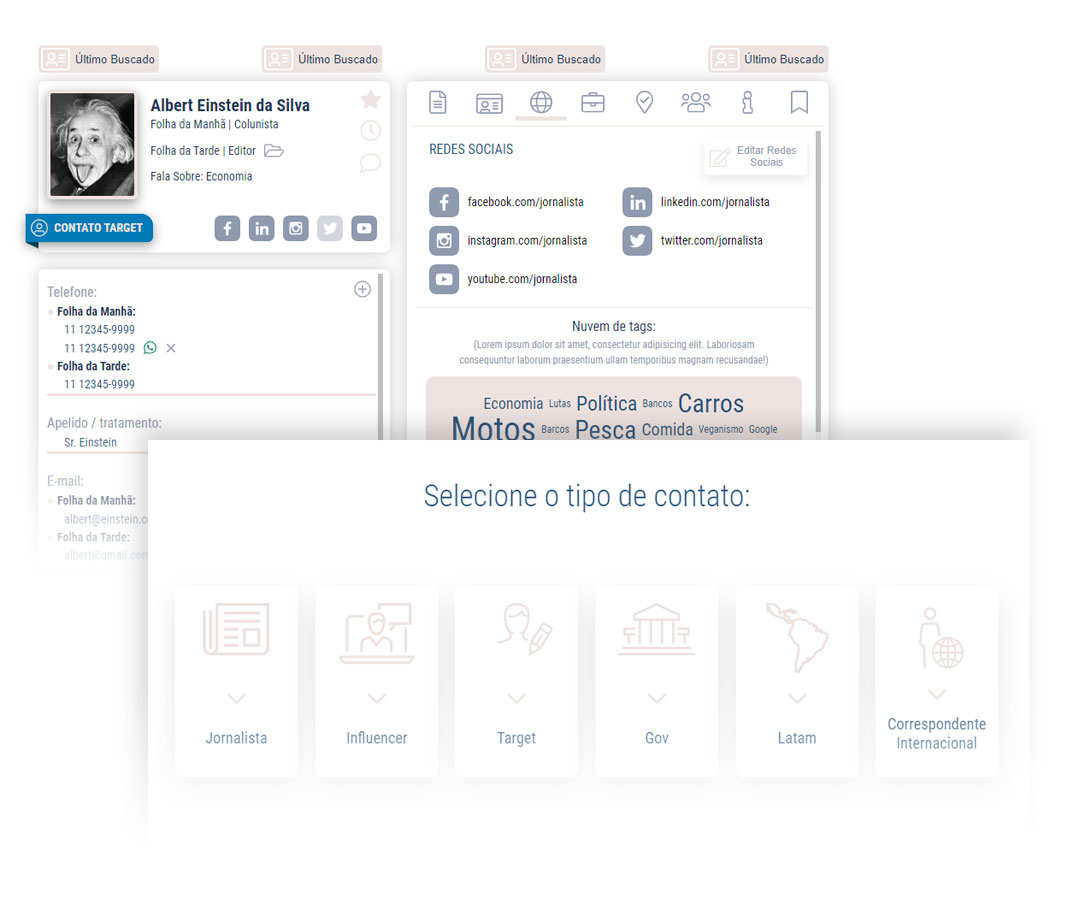 Último Buscado
Último Buscado
Último Buscado
Último Buscado
Albert Einstein da Silva
Folha da Manhã | Colunista
Folha da Tarde | Editor
Fala Sobre: Economia
CONTATO TARGET
Telefone:
Folha da Manhã:
11 12345-9999
11 12345-9999
Folha da Tarde:
11 12345-9999
Apelido / tratamento:
Sr. Einstein
E-mail:
Folha da Manhã:
albert@einstein.c
Folha da Tarde:
albert@gmail.com
REDES SOCIAIS
Editar Redes
Sociais
facebook.com/jornalista
linkedin.com/jornalista
instagram.com/jornalista
twitter.com/jornalista
youtube.com/jornalista
Nuvem de tags:
(Lorem ipsum dolor sit amet, consectetur adipisicing elit. Laboriosam
consequuntur laborum praesentium ullam temporibus magnam recusandae!)
Economia Lutas Política Bancos Carros
Motos Barcos Pesca Comida Veganismo Google
Selecione o tipo de contato:
Jornalista
Influencer
Target
Gov
Latam
Correspondente
Internacional